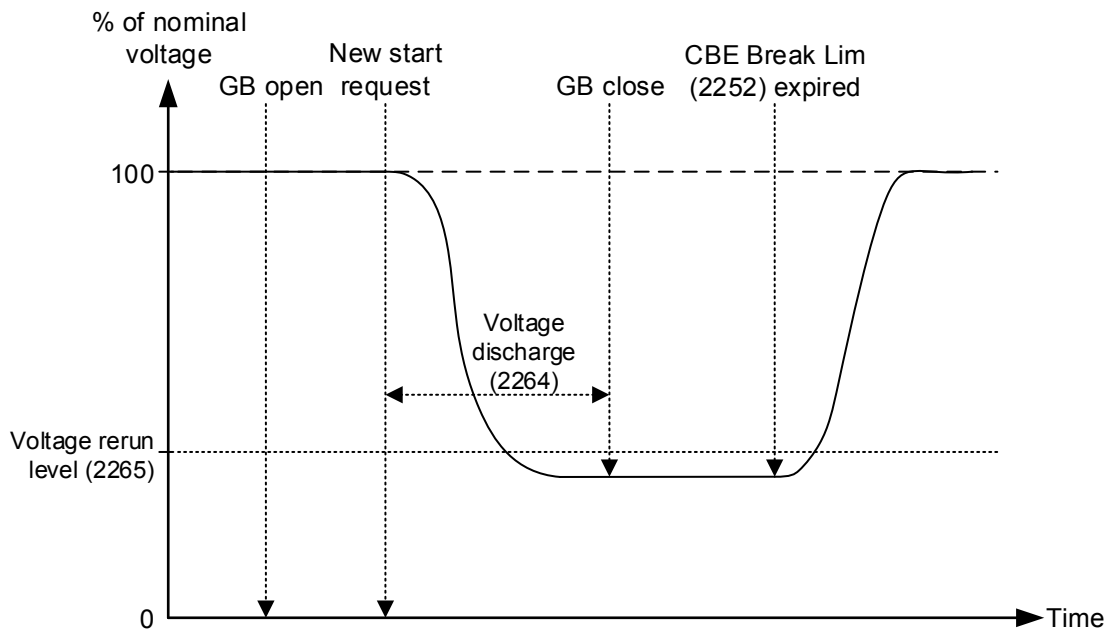 % of nominal
voltage
GB open
New start
request
GB close
CBE Break Lim
(2252) expired
100
Voltage
discharge
(2264)
Voltage rerun
level (2265)
0
Time